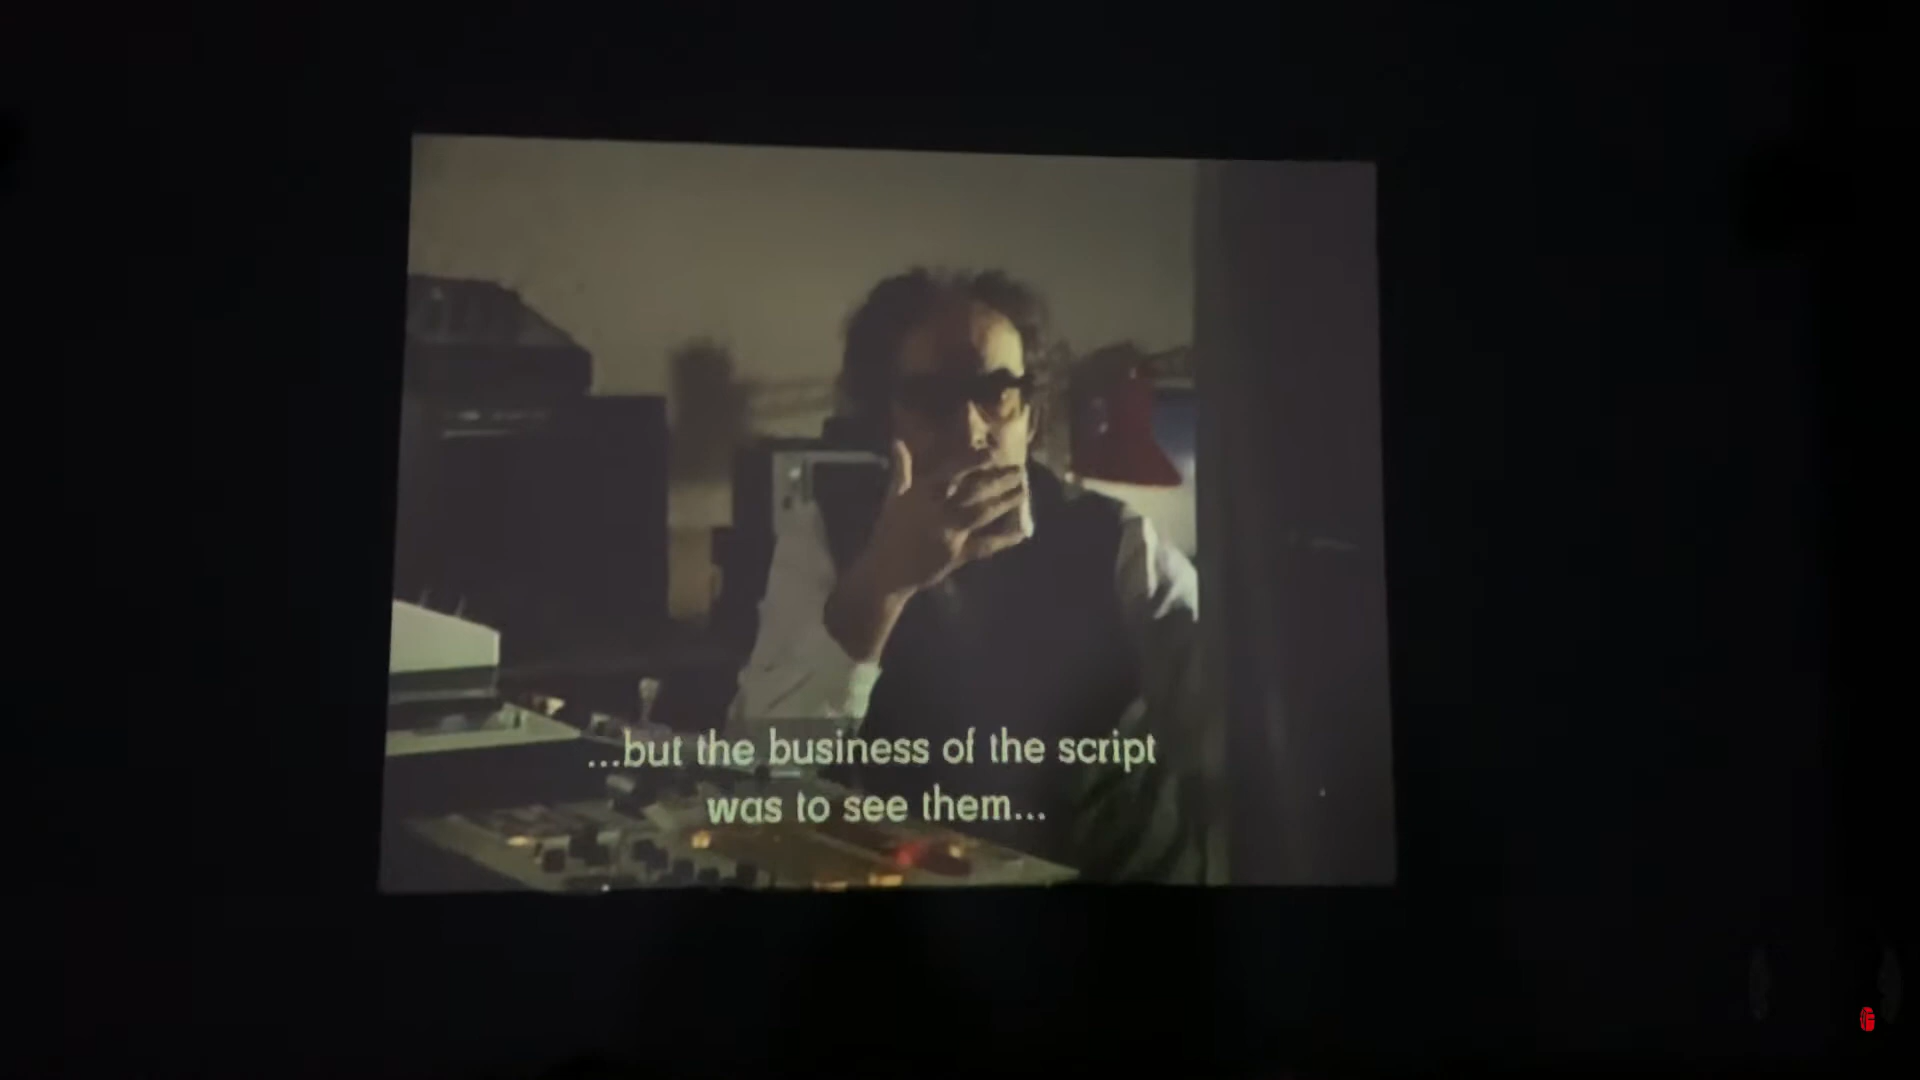 ...but the business of the script
was to see them...